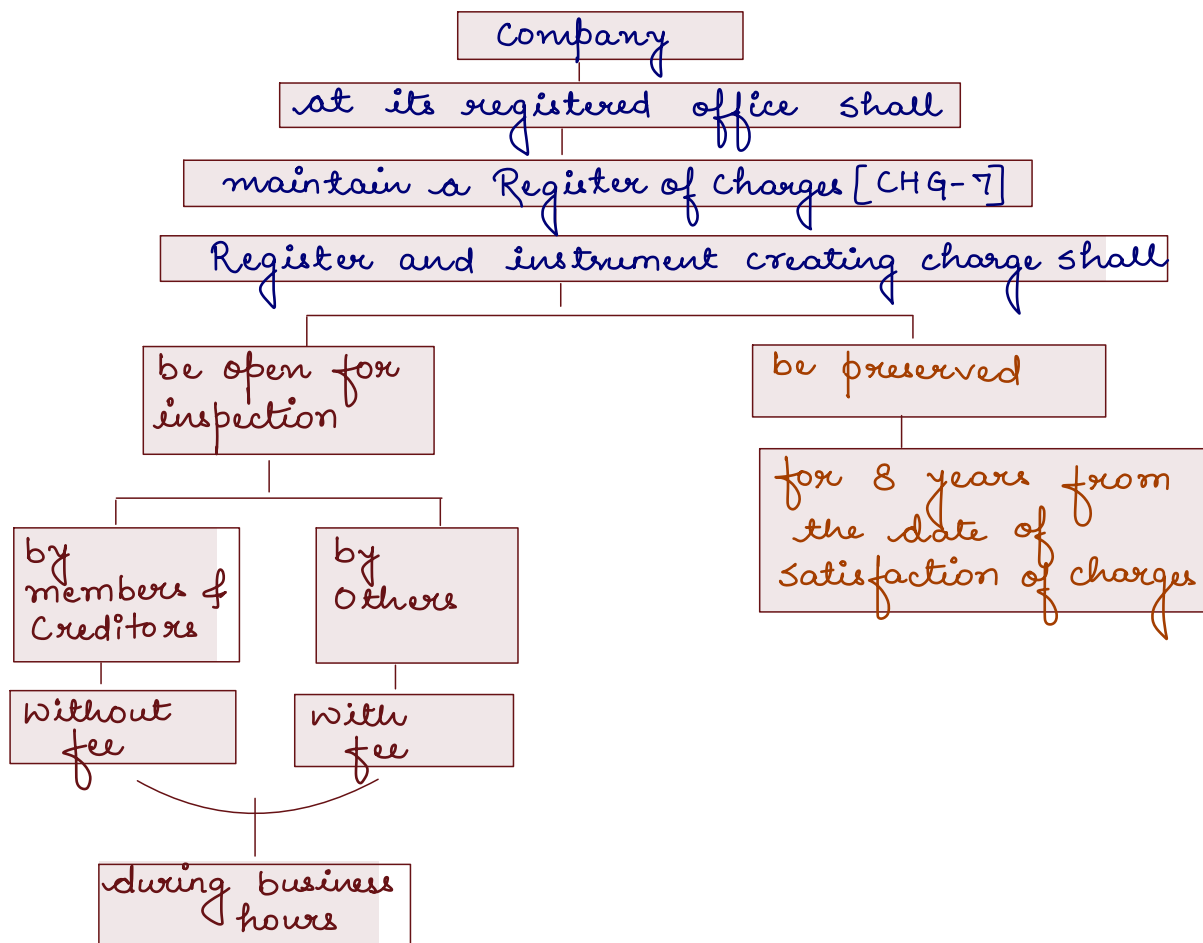 Company
at its registered office shall
maintain a Register of Charges [CHG-7]
Register and instrument creating charge shall
be open for
inspection
be preserved
for 8 years from
the date of
satisfaction of charges
by
members &
Creditors
by
Others
without
fee
with
fee
during business
hours